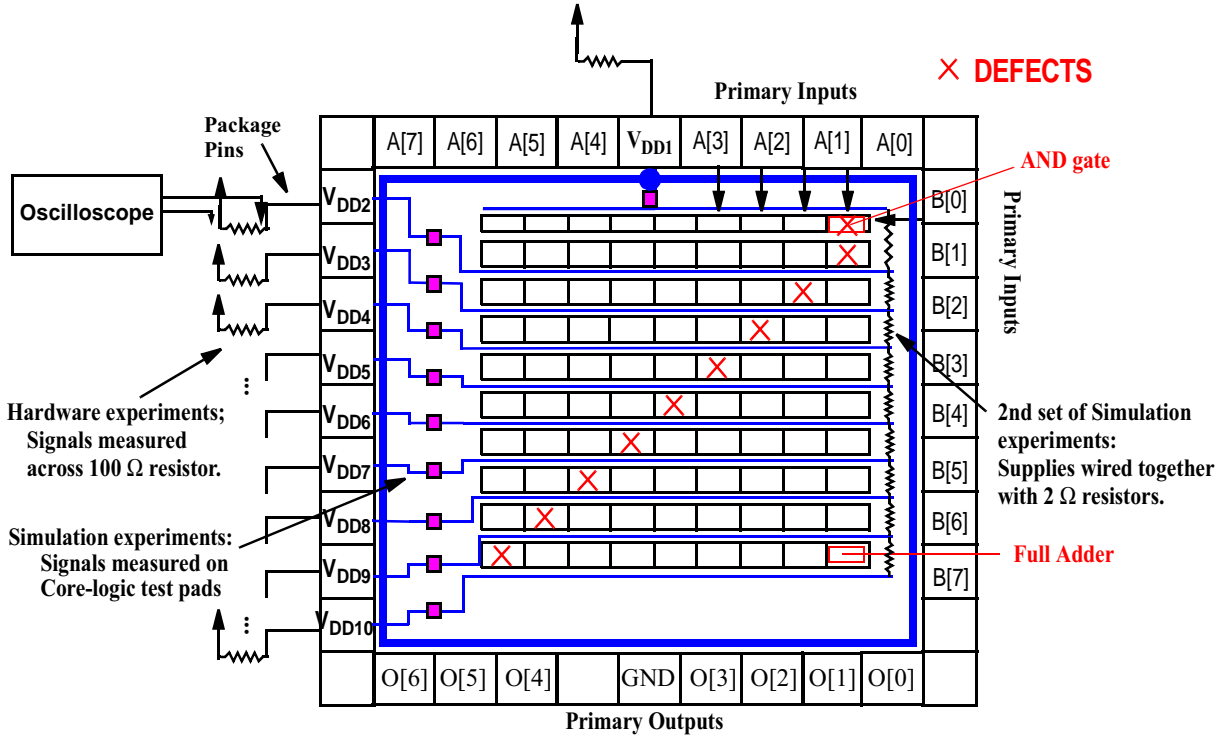 DEFECTS
Primary Inputs
Package
Pins
A[7] A[6] A[5] A[4] VDD1 A[3] A[2] A[1] A[0]
AND gate
Oscilloscope
VDD2
B[0]
Primary Inputs
VDD3
B[1]
VDD4
B[2]
VDD5
B[3]
...
Hardware experiments;
Signals measured
across 100 Ω resistor.
VDD6
B[4]
2nd set of Simulation
experiments:
Supplies wired together
with 2 Ω resistors.
VDD7
B[5]
VDD8
B[6]
Simulation experiments:
Signals measured on
Core-logic test pads
VDD9
B[7]
Full Adder
...
VDD10
O[6] O[5] O[4] GND O[3] O[2] O[1] O[0]
Primary Outputs